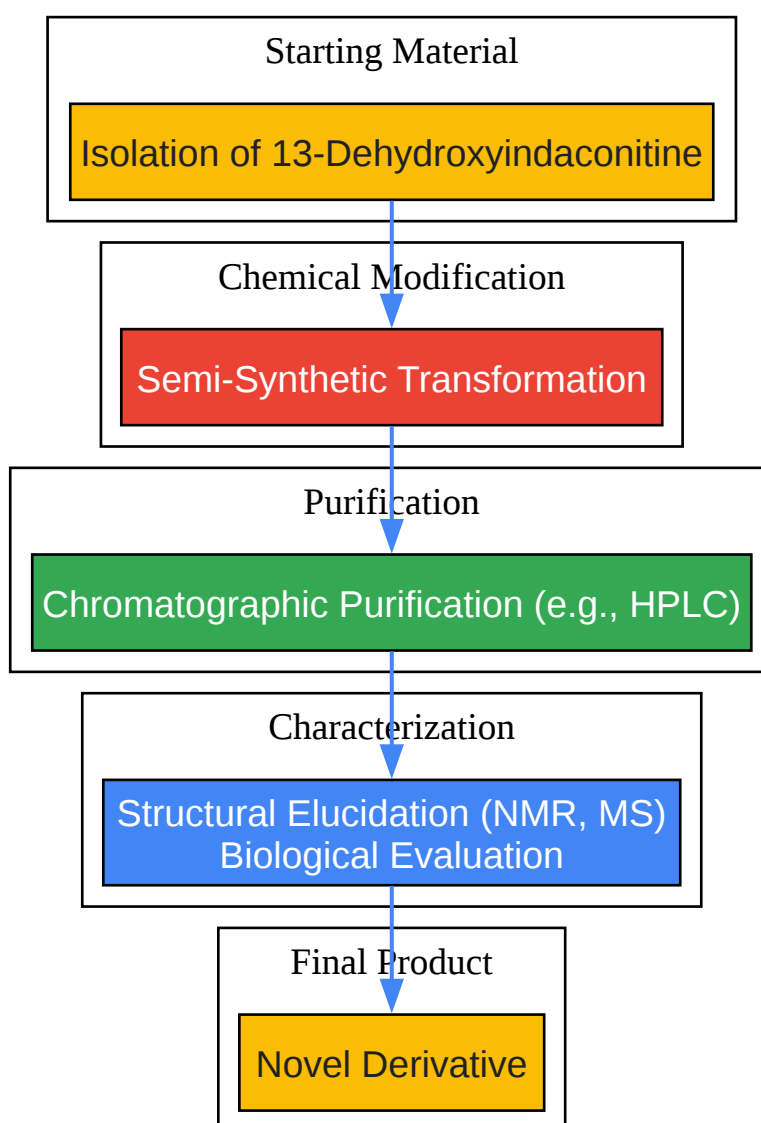 Starting Material
Isolation of 13-Dehydroxyindaconitine
Chemical Modification
Semi-Synthetic Transformation
Purification
Chromatographic Purification (e.g., HPLC)
Characterization
Structural Elucidation (NMR, MS)
Biological Evaluation
Final Product
Novel Derivative